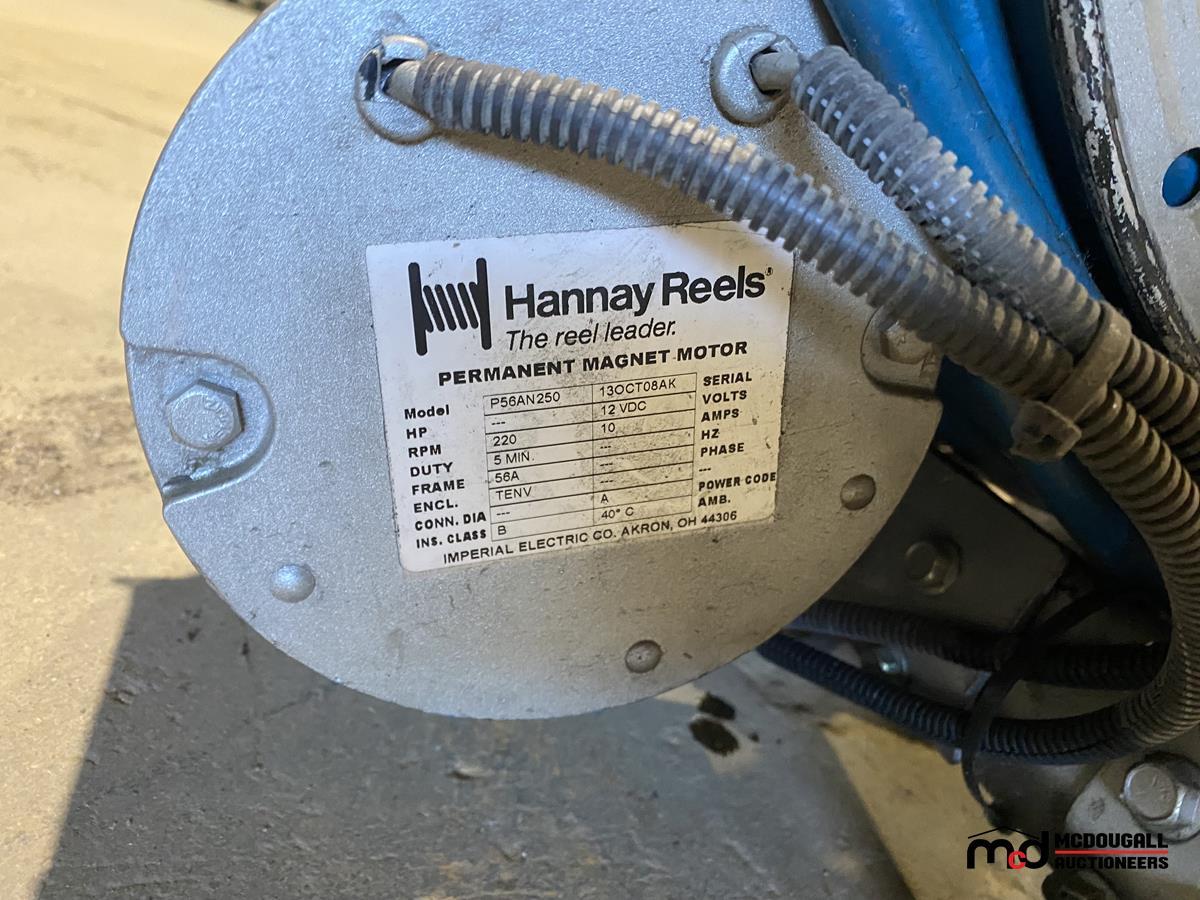 Hannay Reels®
The reel leader.
PERMANENT MAGNET MOTOR
Model P56AN250 13OCT08AK SERIAL
HP --- 12 VDC VOLTS
RPM 220 10 AMPS
DUTY 5 MIN. --- HZ
FRAME 56A --- PHASE
ENCL. TENV --- ---
CONN. DIA --- A POWER CODE
INS. CLASS B 40° C AMB.
IMPERIAL ELECTRIC CO. AKRON, OH 44306
mcd MCDOUGALL
AUCTIONEERS